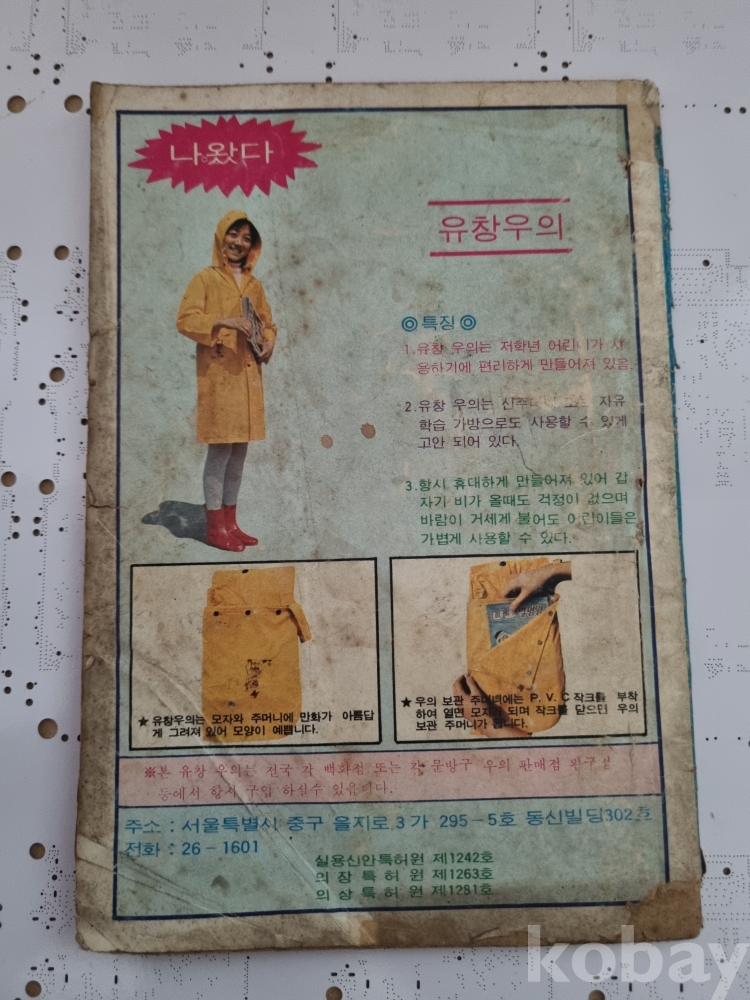 나왔다
유창우의
◎특징◎
1.유창 우의는 저학년 어린이가 사
용하기에 편리하게 만들어져 있음.
2.유창 우의는 자유
학습 가방으로도 사용할 수 있게
고안 되어 있다.
3.항시 휴대하게 만들어져 있어 갑
자기 비가 올때도 걱정이 없으며
바람이 거세게 불어도 어린이들은
가볍게 사용할 수 있다.
★유창우의는 모자와 주머니에 만화가 아름답
게 그려져 있어 모양이 예쁩니다.
★우의 보관 주머니에는 P.V.C 작크를 부착
하여 열면 모자가 되며 작크를 닫으면 우의
보관 주머니가 됩니다.
※본 유창 우의는 전국 각 백화점 또는 각 문방구 우의 판매점 완구점
등에서 항시 구입 하실수 있읍니다.
주소 : 서울특별시 중구 을지로 3가 295-5호 동신빌딩302호
전화 : 26-1601
실용신안특허원 제1242호
의장특허원 제1263호
의상특허원 제1281호
kobay